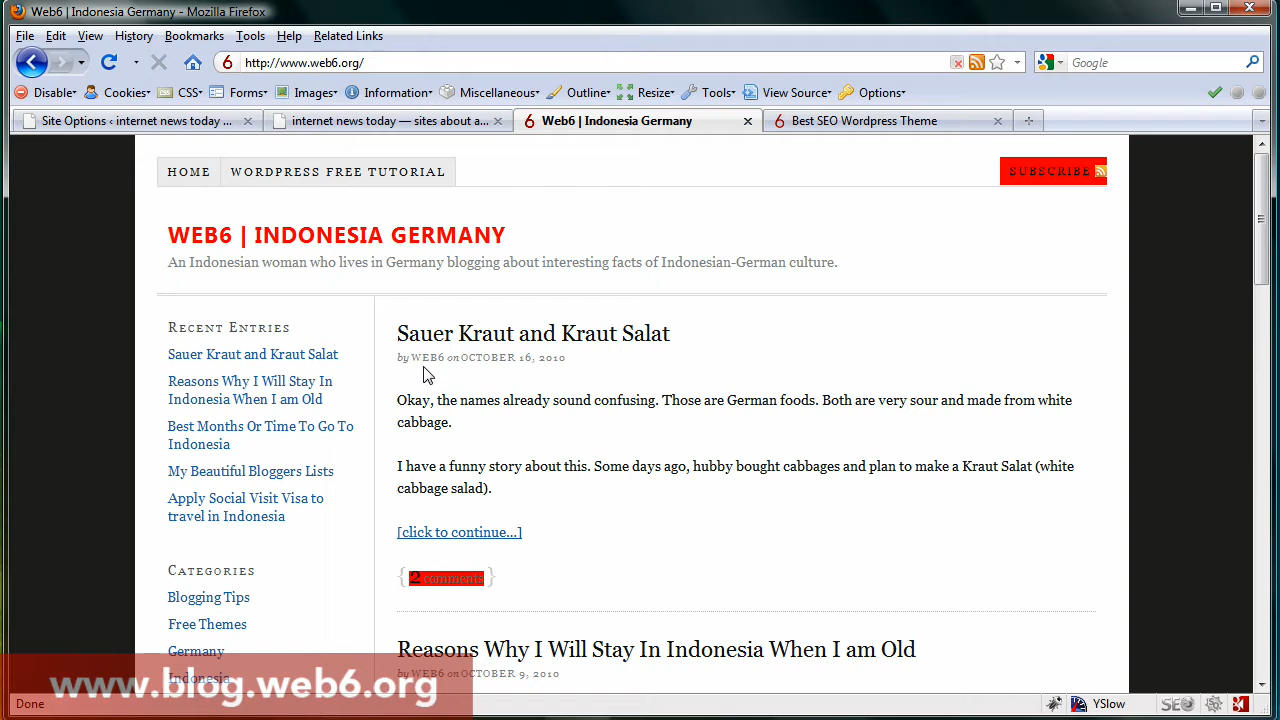 Web6 | Indonesia Germany - Mozilla Firefox
File Edit View History Bookmarks Tools Help Related Links
6 http://www.web6.org/ Google
Disable Cookies CSS Forms Images Information Miscellaneous Outline Resize Tools View Source Options
Site Options ‹ internet news today ... internet news today — sites about a... 6 Web6 | Indonesia Germany 6 Best SEO Wordpress Theme
HOME WORDPRESS FREE TUTORIAL SUBSCRIBE
WEB6 | INDONESIA GERMANY
An Indonesian woman who lives in Germany blogging about interesting facts of Indonesian-German culture.
RECENT ENTRIES
Sauer Kraut and Kraut Salat
Reasons Why I Will Stay In
Indonesia When I am Old
Best Months Or Time To Go To
Indonesia
My Beautiful Bloggers Lists
Apply Social Visit Visa to
travel in Indonesia
CATEGORIES
Blogging Tips
Free Themes
Germany
Indonesia
Sauer Kraut and Kraut Salat
by WEB6 on OCTOBER 16, 2010
Okay, the names already sound confusing. Those are German foods. Both are very sour and made from white
cabbage.
I have a funny story about this. Some days ago, hubby bought cabbages and plan to make a Kraut Salat (white
cabbage salad).
[click to continue...]
{ 2 comments }
Reasons Why I Will Stay In Indonesia When I am Old
by WEB6 on OCTOBER 9, 2010
www.blog.web6.org
Done YSlow SEO